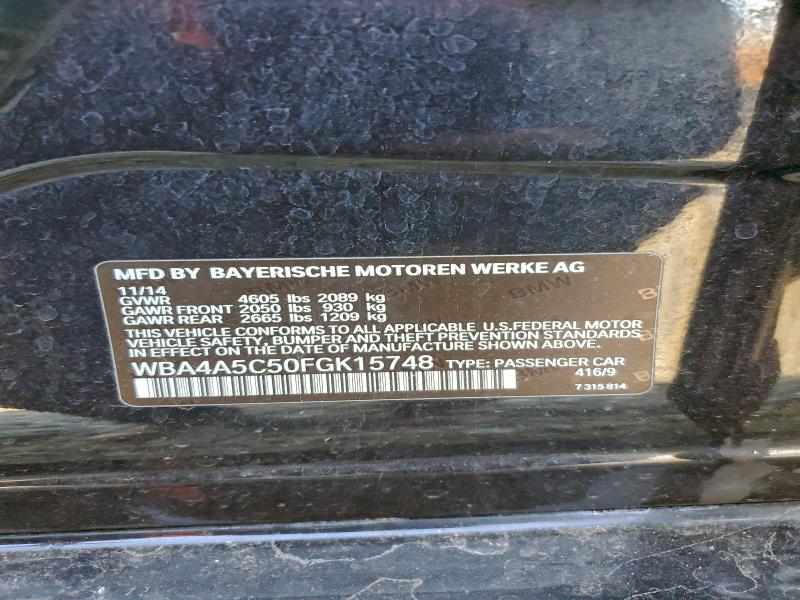 MFD BY BAYERISCHE MOTOREN WERKE AG
11/14
GVWR 4605 lbs 2089 kg
GAWR FRONT 2050 lbs 930 kg
GAWR REAR 2665 lbs 1209 kg
THIS VEHICLE CONFORMS TO ALL APPLICABLE U.S.FEDERAL MOTOR
VEHICLE SAFETY, BUMPER AND THEFT PREVENTION STANDARDS
IN EFFECT ON THE DATE OF MANUFACTURE SHOWN ABOVE.
WBA4A5C50FGK15748 TYPE: PASSENGER CAR
416/9
7 315 814
BMW